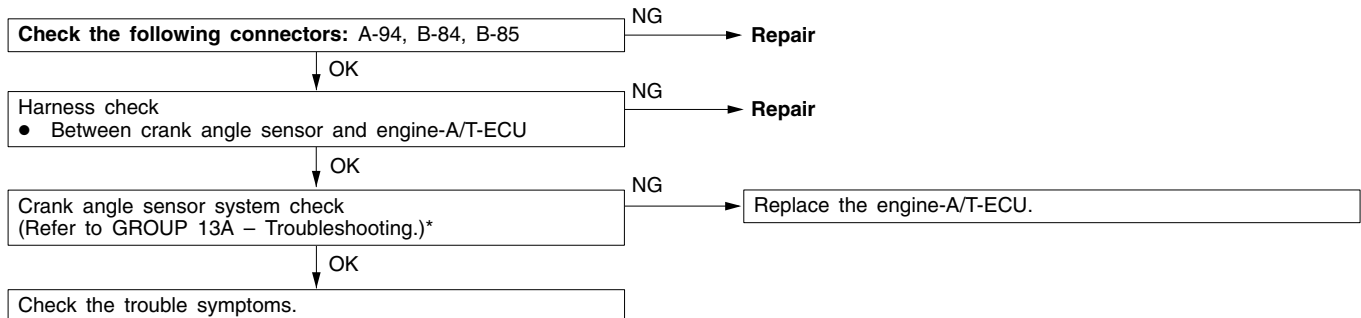 NG
Check the following connectors: A-94, B-84, B-85
Repair
OK
NG
Harness check
Repair
● Between crank angle sensor and engine-A/T-ECU
OK
NG
Crank angle sensor system check
Replace the engine-A/T-ECU.
(Refer to GROUP 13A – Troubleshooting.)*
OK
Check the trouble symptoms.